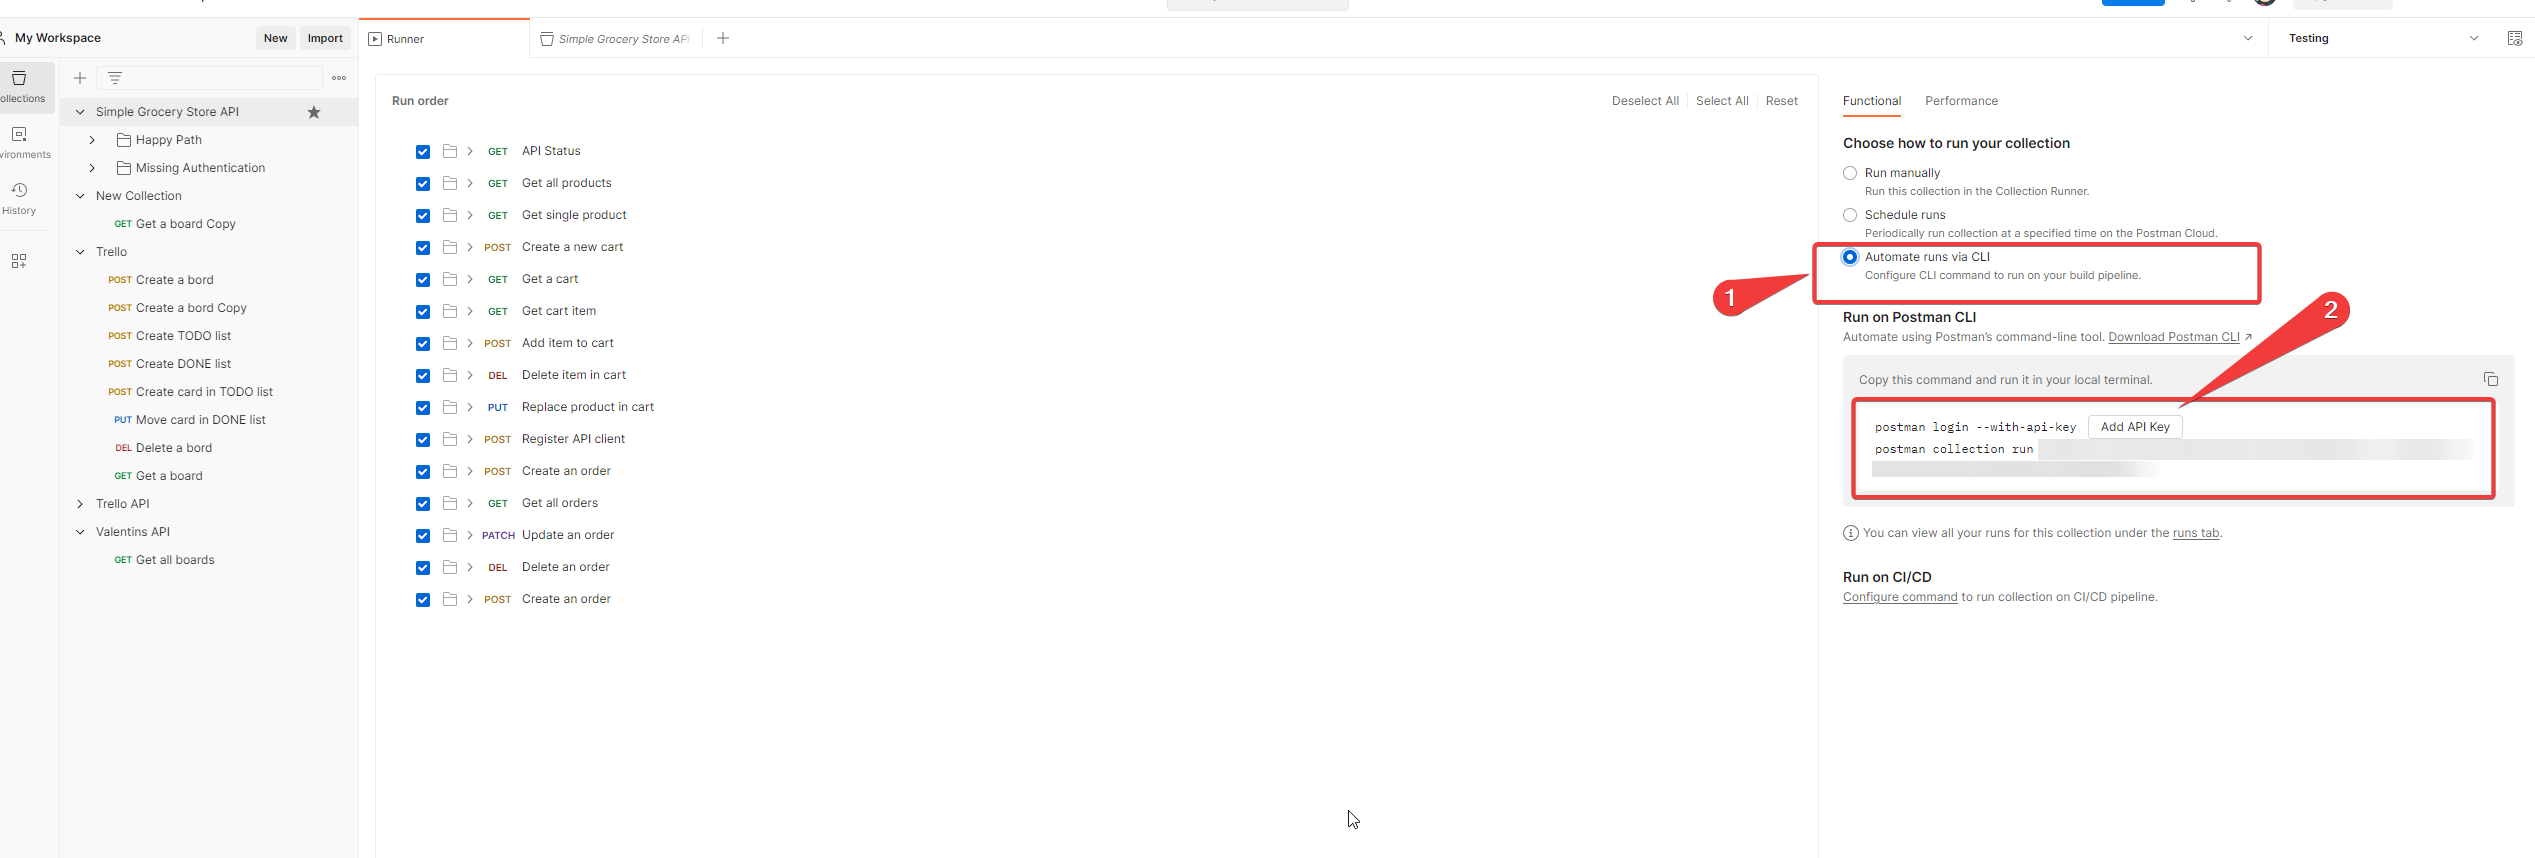 My Workspace
New
Import
Runner
Simple Grocery Store API
Testing
ollections
vironments
History
Simple Grocery Store API
Happy Path
Missing Authentication
New Collection
GET Get a board Copy
Trello
POST Create a bord
POST Create a bord Copy
POST Create TODO list
POST Create DONE list
POST Create card in TODO list
PUT Move card in DONE list
DEL Delete a bord
GET Get a board
Trello API
Valentins API
GET Get all boards
Run order
Deselect All
Select All
Reset
GET API Status
GET Get all products
GET Get single product
POST Create a new cart
GET Get a cart
GET Get cart item
POST Add item to cart
DEL Delete item in cart
PUT Replace product in cart
POST Register API client
POST Create an order
GET Get all orders
PATCH Update an order
DEL Delete an order
POST Create an order
Functional
Performance
Choose how to run your collection
Run manually
Run this collection in the Collection Runner.
Schedule runs
Periodically run collection at a specified time on the Postman Cloud.
1
Automate runs via CLI
Configure CLI command to run on your build pipeline.
2
Run on Postman CLI
Automate using Postman's command-line tool. Download Postman CLI
Copy this command and run it in your local terminal.
postman login --with-api-key Add API Key
postman collection run
You can view all your runs for this collection under the runs tab.
Run on CI/CD
Configure command to run collection on CI/CD pipeline.